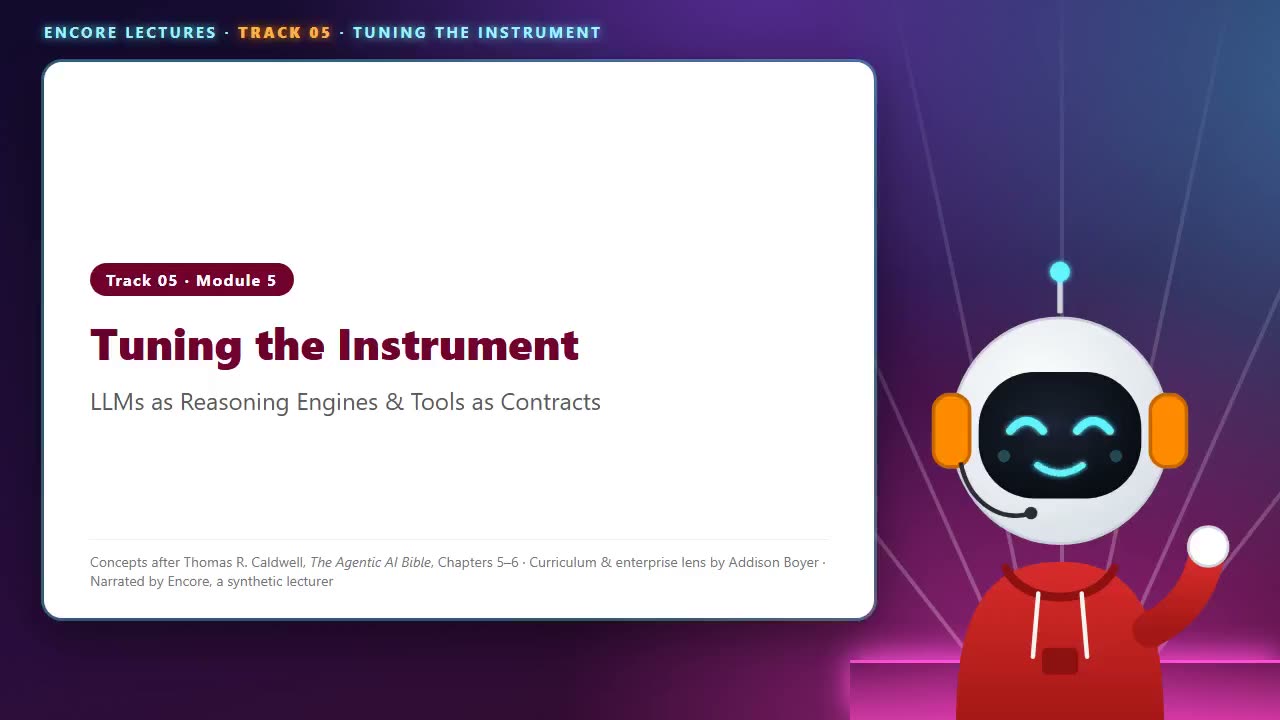 ENCORE LECTURES · TRACK 05 · TUNING THE INSTRUMENT
Track 05 · Module 5
Tuning the Instrument
LLMs as Reasoning Engines & Tools as Contracts
Concepts after Thomas R. Caldwell, The Agentic AI Bible, Chapters 5–6 · Curriculum & enterprise lens by Addison Boyer ·
Narrated by Encore, a synthetic lecturer